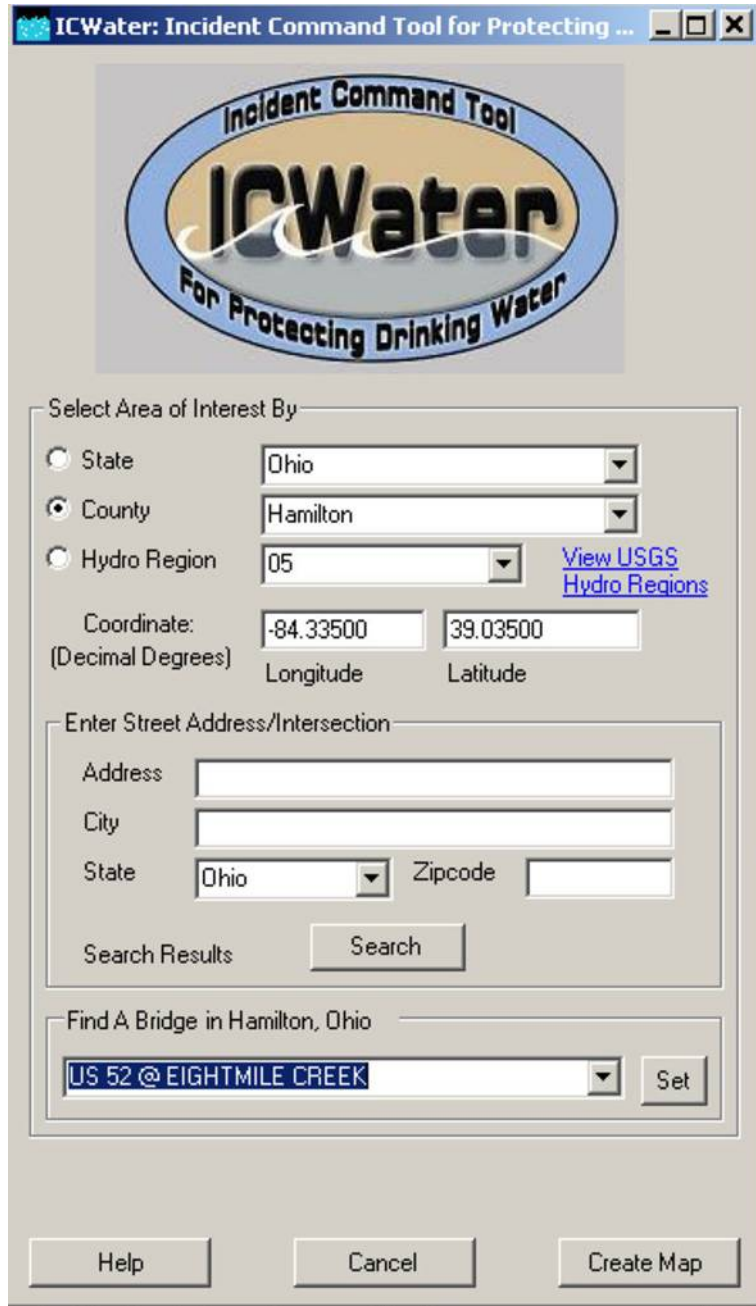 ICWater: Incident Command Tool for Protecting ...
Incident Command Tool
ICWater
For Protecting Drinking Water
Select Area of Interest By
State Ohio
County Hamilton
Hydro Region 05 View USGS
Hydro Regions
Coordinate: -84.33500 39.03500
(Decimal Degrees) Longitude Latitude
Enter Street Address/Intersection
Address
City
State Ohio Zipcode
Search Results Search
Find A Bridge in Hamilton, Ohio
US 52 @ EIGHTMILE CREEK Set
Help Cancel Create Map